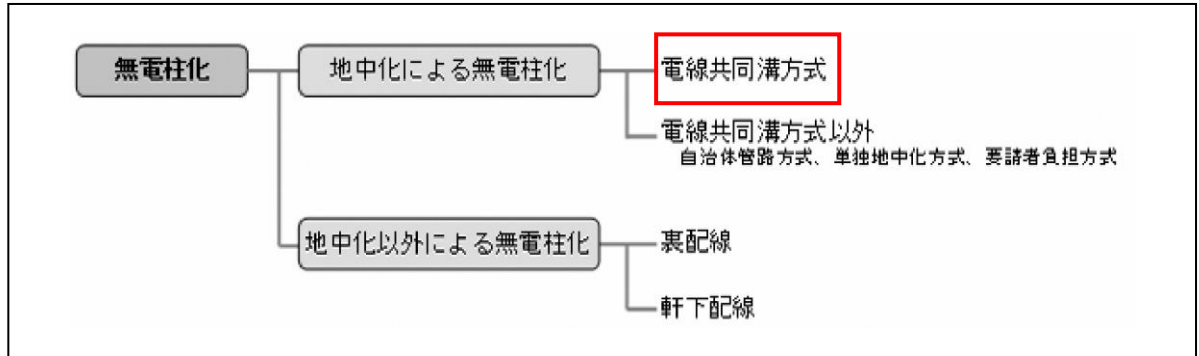 無電柱化
地中化による無電柱化
電線共同溝方式
電線共同溝方式以外
自治体管路方式、単独地中化方式、要請者負担方式
地中化以外による無電柱化
裏配線
軒下配線